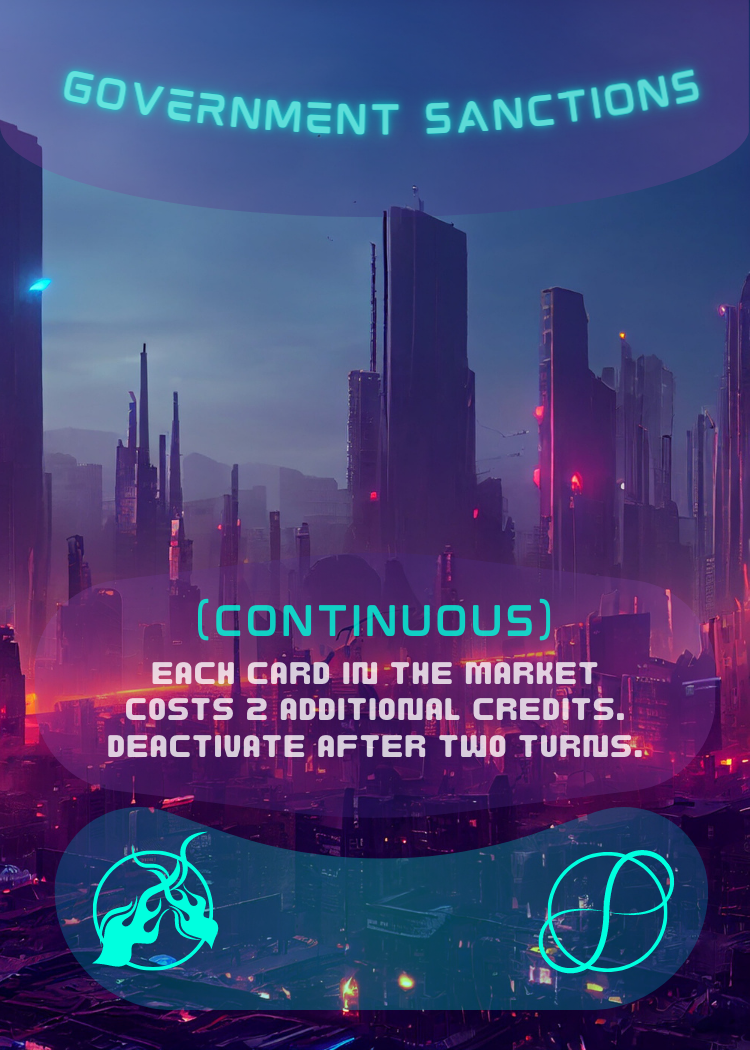 GOVERNMENT SANCTIONS
(CONTINUOUS)
EACH CARD IN THE MARKET
COSTS 2 ADDITIONAL CREDITS.
DEACTIVATE AFTER TWO TURNS.